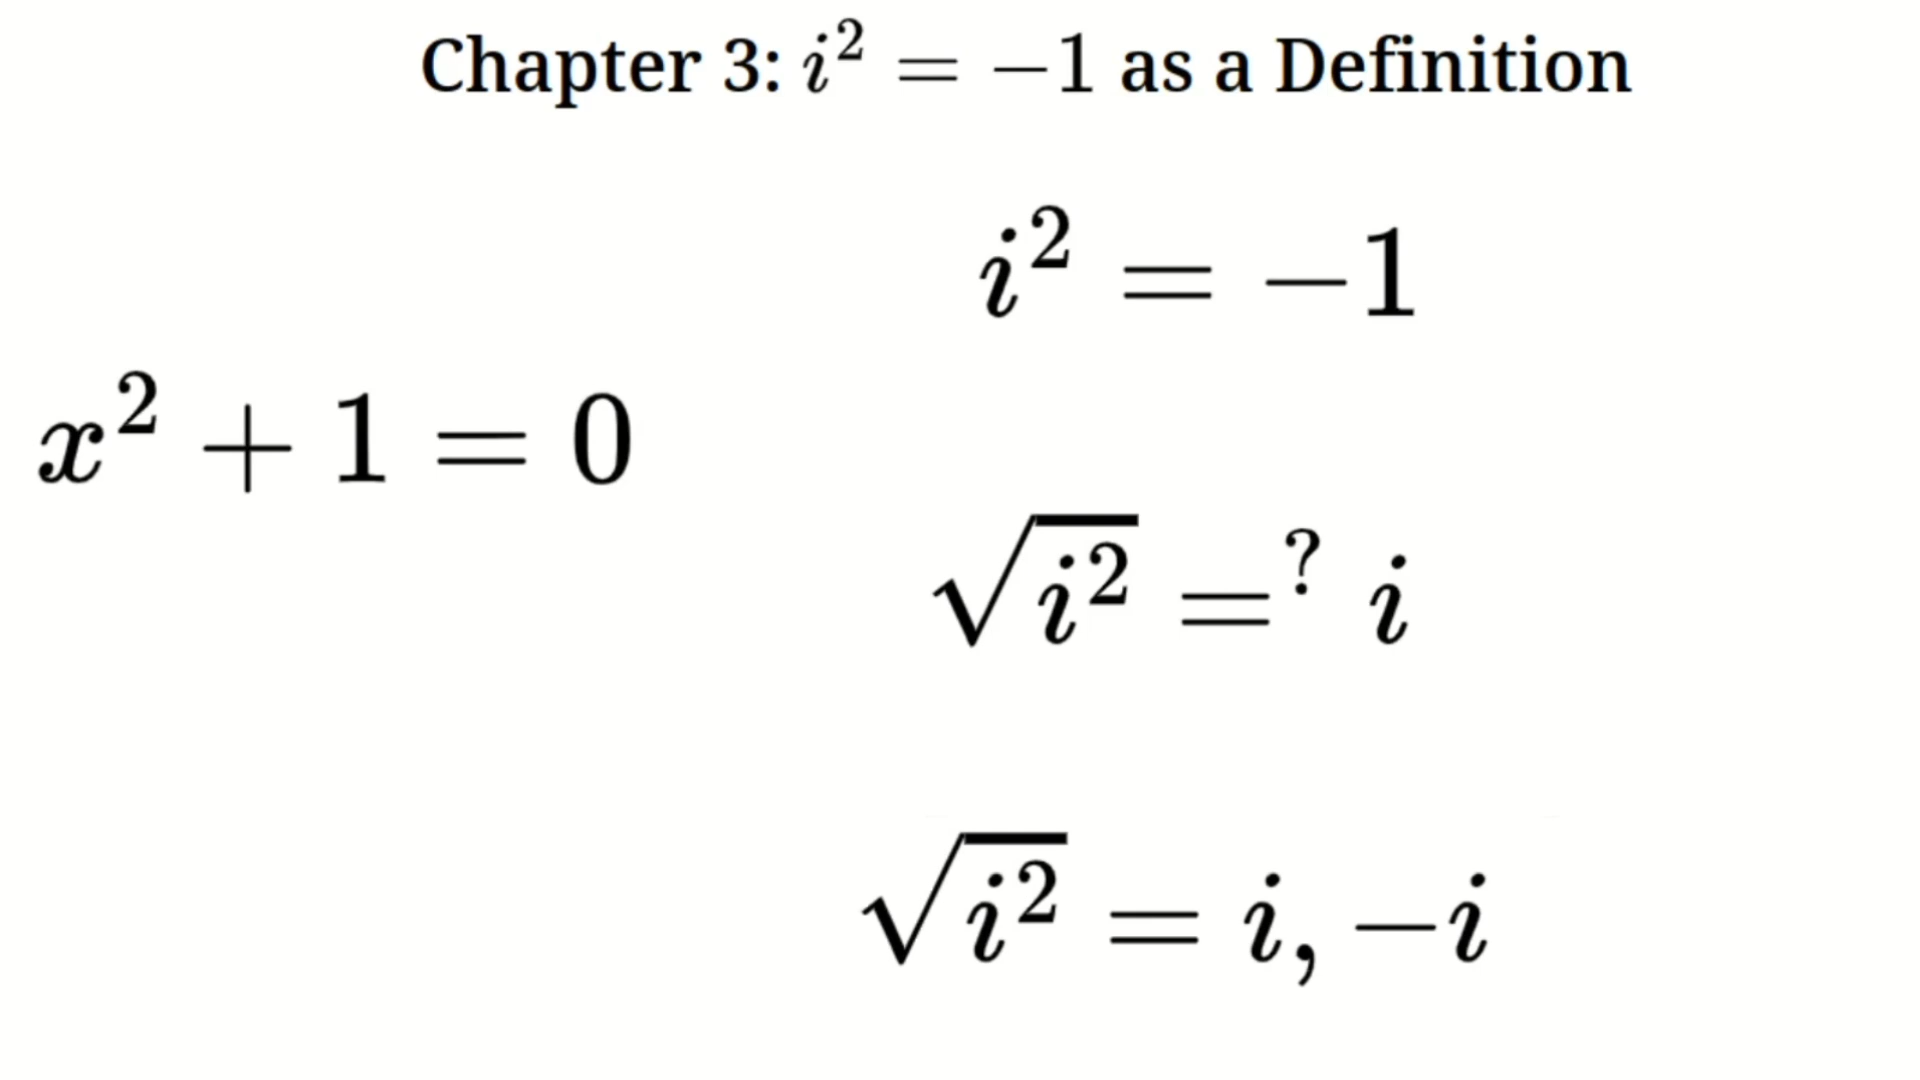 Chapter 3: i² = −1 as a Definition
i² = −1
x² + 1 = 0
√i² =? i
√i² = i, −i